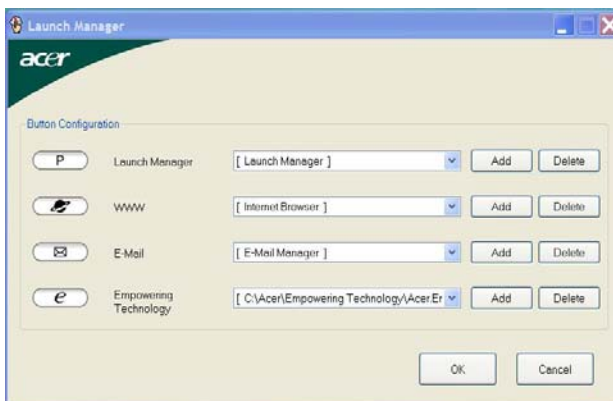 Launch Manager
acer
Button Configuration
P Launch Manager [ Launch Manager ] Add Delete
WWW [ Internet Browser ] Add Delete
E-Mail [ E-Mail Manager ] Add Delete
e Empowering Technology [ C:\Acer\Empowering Technology\Acer.Er Add Delete
OK Cancel